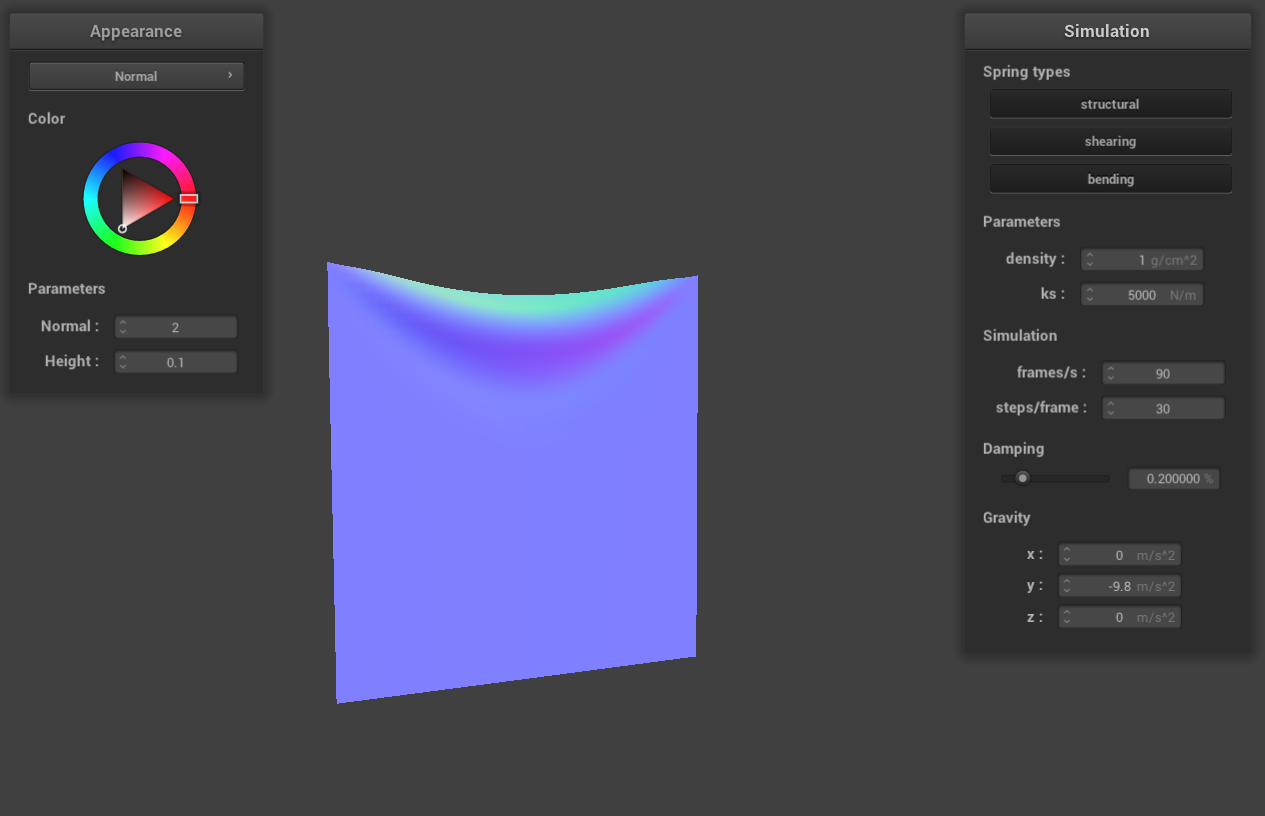 Appearance
Normal
Color
Parameters
Normal : 2
Height : 0.1
Simulation
Spring types
structural
shearing
bending
Parameters
density : 1 g/cm^2
ks : 5000 N/m
Simulation
frames/s : 90
steps/frame : 30
Damping
0.200000 %
Gravity
x : 0 m/s^2
y : -9.8 m/s^2
z : 0 m/s^2